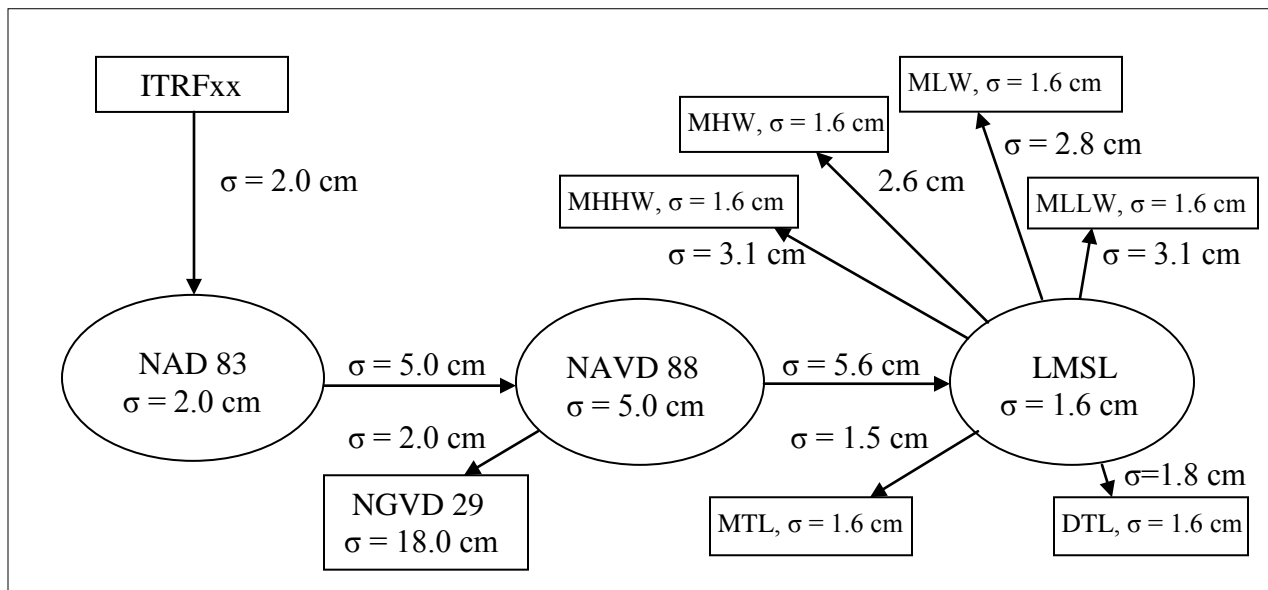 ITRFxx
σ = 2.0 cm
MLW, σ = 1.6 cm
MHW, σ = 1.6 cm
σ = 2.8 cm
2.6 cm
MHHW, σ = 1.6 cm
MLLW, σ = 1.6 cm
σ = 3.1 cm
σ = 3.1 cm
NAD 83
σ = 2.0 cm
σ = 5.0 cm
NAVD 88
σ = 5.0 cm
σ = 5.6 cm
LMSL
σ = 1.6 cm
σ = 2.0 cm
σ = 1.5 cm
σ=1.8 cm
NGVD 29
σ = 18.0 cm
MTL, σ = 1.6 cm
DTL, σ = 1.6 cm